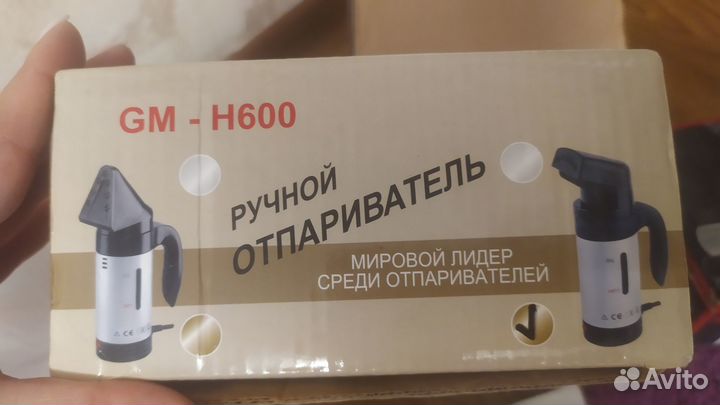 GM - H600
РУЧНОЙ
ОТПАРИВАТЕЛЬ
МИРОВОЙ ЛИДЕР
СРЕДИ ОТПАРИВАТЕЛЕЙ
Avito